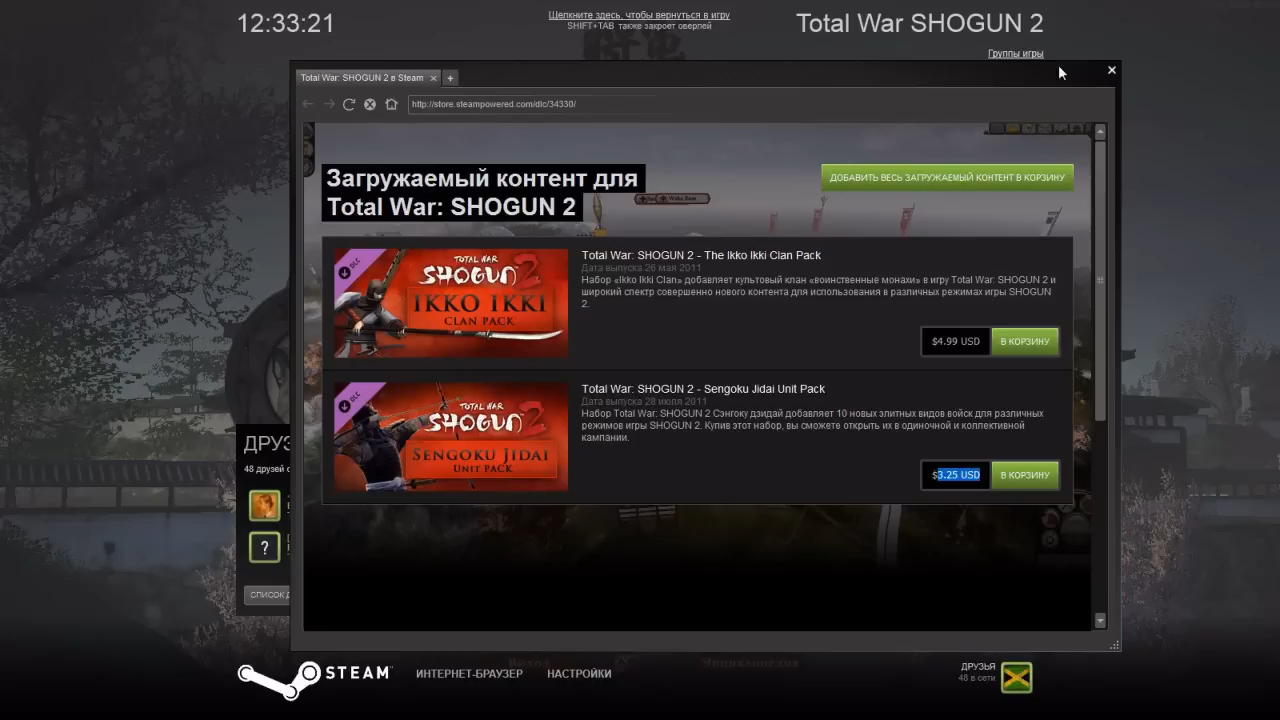 12:33:21
Щелкните здесь, чтобы вернуться в игру
SHIFT+TAB также закроет оверлей
Total War SHOGUN 2
Группы игры
Total War: SHOGUN 2 в Steam
http://store.steampowered.com/dlc/34330/
Загружаемый контент для
Total War: SHOGUN 2
ДОБАВИТЬ ВЕСЬ ЗАГРУЖАЕМЫЙ КОНТЕНТ В КОРЗИНУ
DLC
TOTAL WAR
SHOGUN 2
IKKO IKKI
CLAN PACK
Total War: SHOGUN 2 - The Ikko Ikki Clan Pack
Дата выпуска 26 мая 2011
Набор «Ikko Ikki Clan» добавляет культовый клан «воинственные монахи» в игру Total War: SHOGUN 2 и
широкий спектр совершенно нового контента для использования в различных режимах игры SHOGUN
2.
$4.99 USD
В КОРЗИНУ
DLC
TOTAL WAR
SHOGUN 2
SENGOKU JIDAI
UNIT PACK
Total War: SHOGUN 2 - Sengoku Jidai Unit Pack
Дата выпуска 28 июля 2011
Набор Total War: SHOGUN 2 Сэнгоку дзидай добавляет 10 новых элитных видов войск для различных
режимов игры SHOGUN 2. Купив этот набор, вы сможете открыть их в одиночной и коллективной
кампании.
$3.25 USD
В КОРЗИНУ
ДРУЗ
48 друзей с
?
СПИСОК Д
Выход
Энциклопедия
STEAM
ИНТЕРНЕТ-БРАУЗЕР
НАСТРОЙКИ
ДРУЗЬЯ
48 в сети